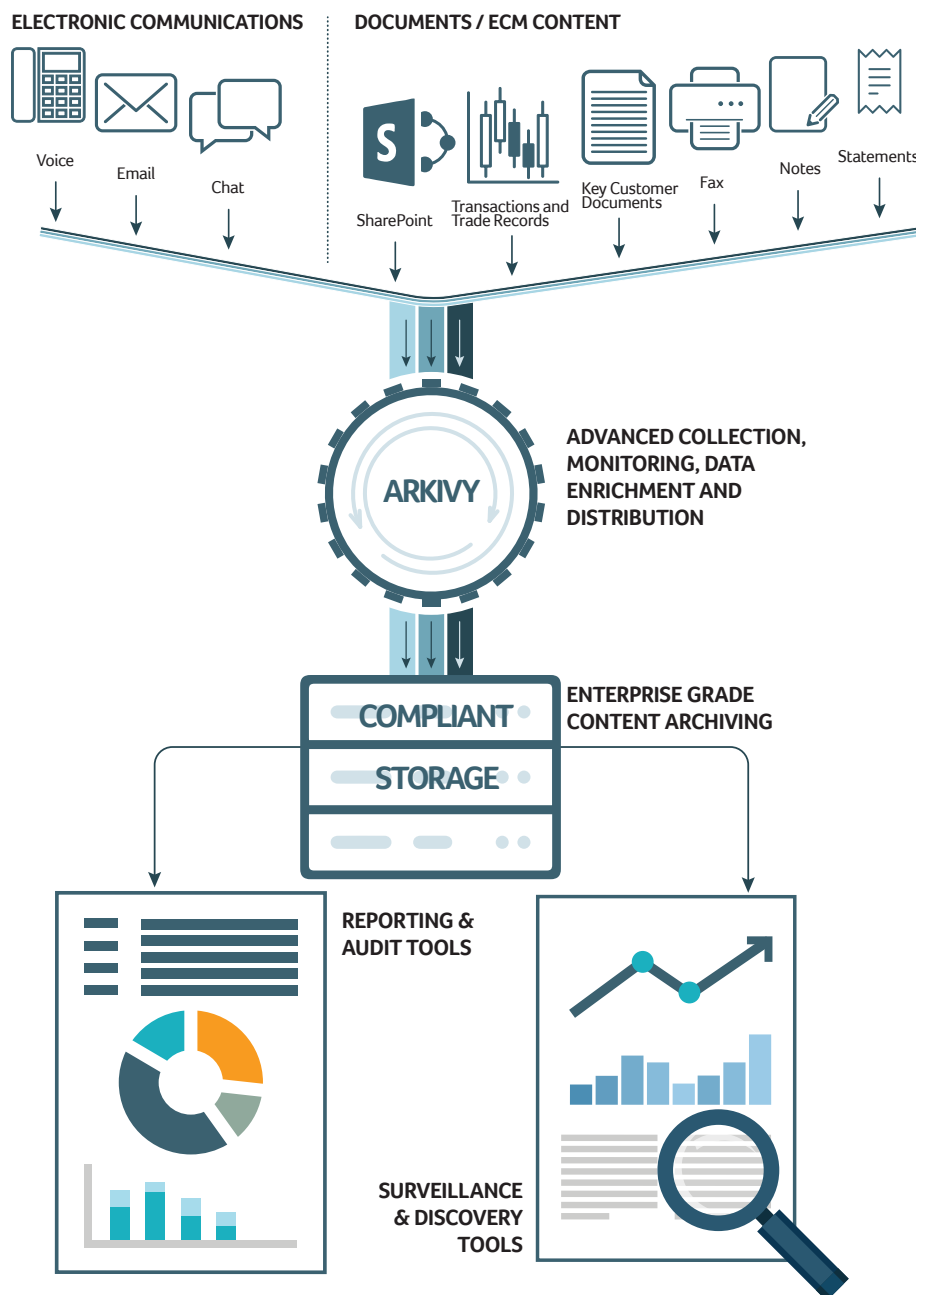 ELECTRONIC COMMUNICATIONS
DOCUMENTS / ECM CONTENT
S
Voice
Email
Chat
SharePoint
Transactions and
Trade Records
Key Customer
Documents
Fax
Notes
Statements
ARKIVY
ADVANCED COLLECTION,
MONITORING, DATA
ENRICHMENT AND
DISTRIBUTION
COMPLIANT
STORAGE
ENTERPRISE GRADE
CONTENT ARCHIVING
REPORTING &
AUDIT TOOLS
SURVEILLANCE
& DISCOVERY
TOOLS